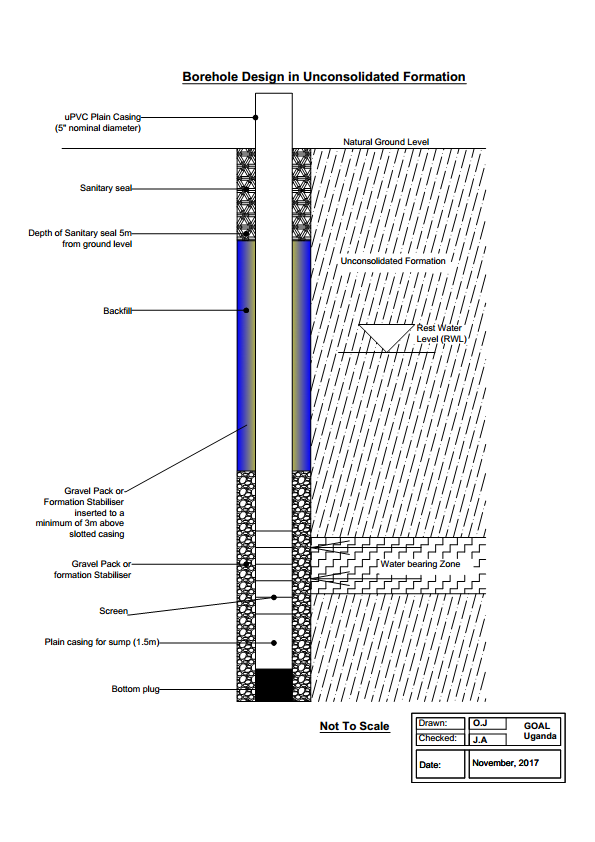 Borehole Design in Unconsolidated Formation
uPVC Plain Casing
(5" nominal diameter)
Natural Ground Level
Sanitary seal
Depth of Sanitary seal 5m
from ground level
Unconsolidated Formation
Backfill
Rest Water
Level (RWL)
Gravel Pack or
Formation Stabiliser
inserted to a
minimum of 3m above
slotted casing
Gravel Pack or
formation Stabiliser
Water bearing Zone
Screen
Plain casing for sump (1.5m)
Bottom plug
Not To Scale
Drawn:
O.J
GOAL
Uganda
Checked:
J.A
Date:
November, 2017